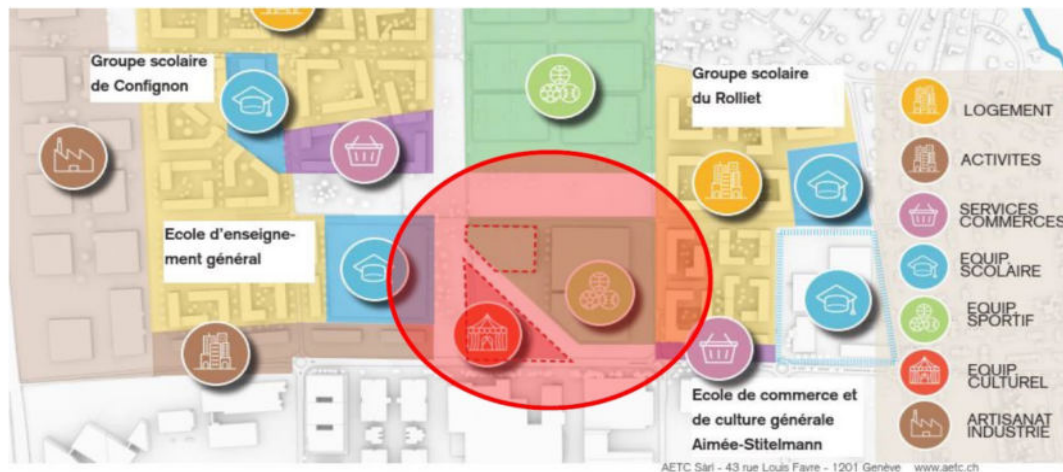 Groupe scolaire
de Confignon
Groupe scolaire
du Rolliet
Ecole d'enseigne-
ment général
Ecole de commerce et
de culture générale
Aimée-Stitelmann
LOGEMENT
ACTIVITES
SERVICES
COMMERCES
EQUIP.
SCOLAIRE
EQUIP.
SPORTIF
EQUIP.
CULTUREL
ARTISANAT
INDUSTRIE
AETC Sàrl - 43 rue Louis Favre - 1201 Genève www.aetc.ch